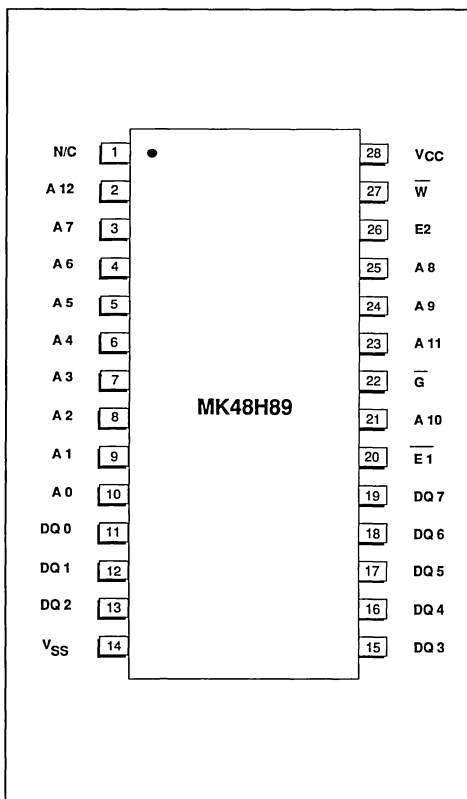 N/C 1 28 VCC
A 12 2 27 W̅
A 7 3 26 E2
A 6 4 25 A 8
A 5 5 24 A 9
A 4 6 23 A 11
A 3 7 22 G̅
MK48H89
A 2 8 21 A 10
A 1 9 20 E̅ 1̅
A 0 10 19 DQ 7
DQ 0 11 18 DQ 6
DQ 1 12 17 DQ 5
DQ 2 13 16 DQ 4
VSS 14 15 DQ 3